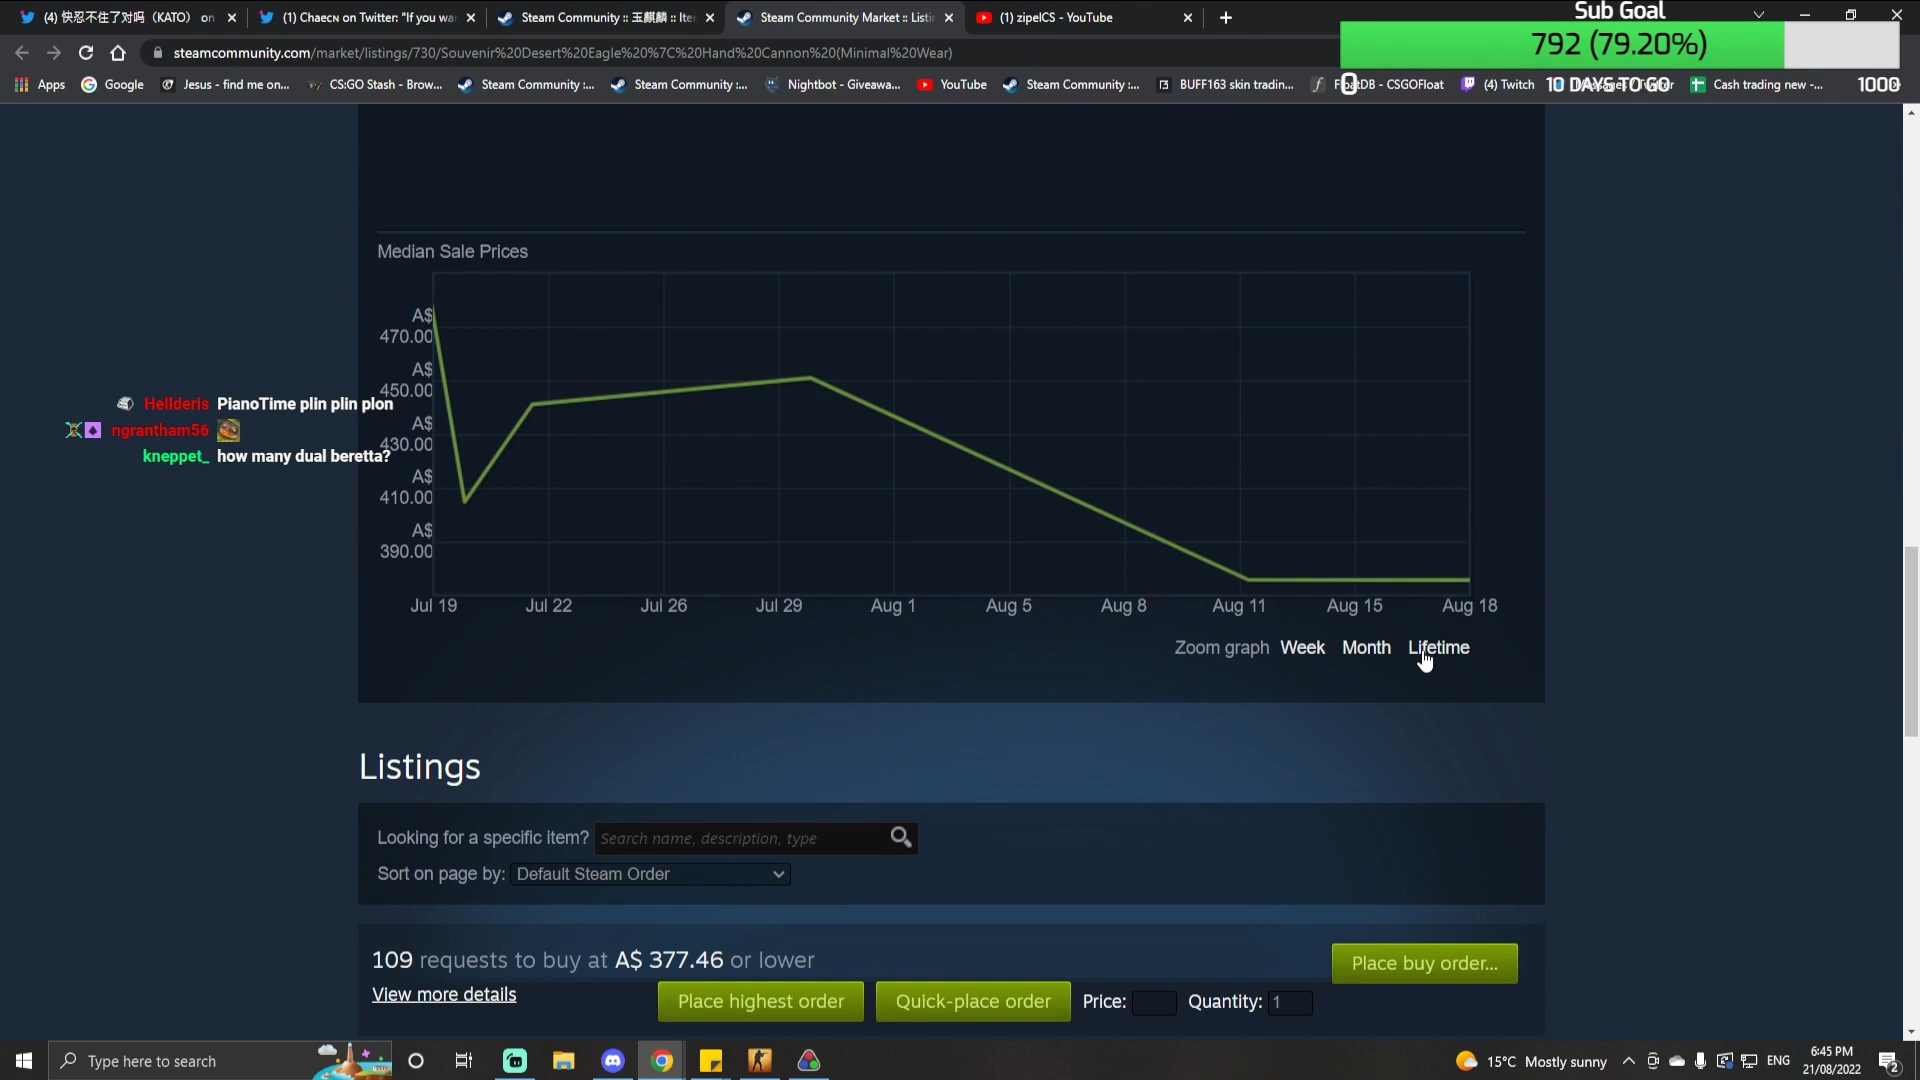 (4) 快忍不住了对吗（KATO） on
(1) Chaecɴ on Twitter: "If you wa
Steam Community :: 玉麒麟 :: Ite
Steam Community Market :: Listi
(1) zipelCS - YouTube
Sub Goal
792 (79.20%)
0
10 DAYS TO GO
1000
steamcommunity.com/market/listings/730/Souvenir%20Desert%20Eagle%20%7C%20Hand%20Cannon%20(Minimal%20Wear)
Apps
Google
Jesus - find me on...
CS:GO Stash - Brow...
Steam Community :...
Steam Community :...
Nightbot - Giveawa...
YouTube
Steam Community :...
BUFF163 skin tradin...
FloatDB - CSGOFloat
(4) Twitch
Cash trading new -...
Median Sale Prices
A$
470.00
A$
450.00
A$
430.00
A$
410.00
A$
390.00
Hellderis PianoTime plin plin plon
ngrantham56
kneppet_ how many dual beretta?
Jul 19
Jul 22
Jul 26
Jul 29
Aug 1
Aug 5
Aug 8
Aug 11
Aug 15
Aug 18
Zoom graph Week Month Lifetime
Listings
Looking for a specific item? Search name, description, type
Sort on page by: Default Steam Order
109 requests to buy at A$ 377.46 or lower
Place buy order...
View more details
Place highest order
Quick-place order
Price:
Quantity: 1
Type here to search
15°C Mostly sunny
ENG
6:45 PM
21/08/2022
2